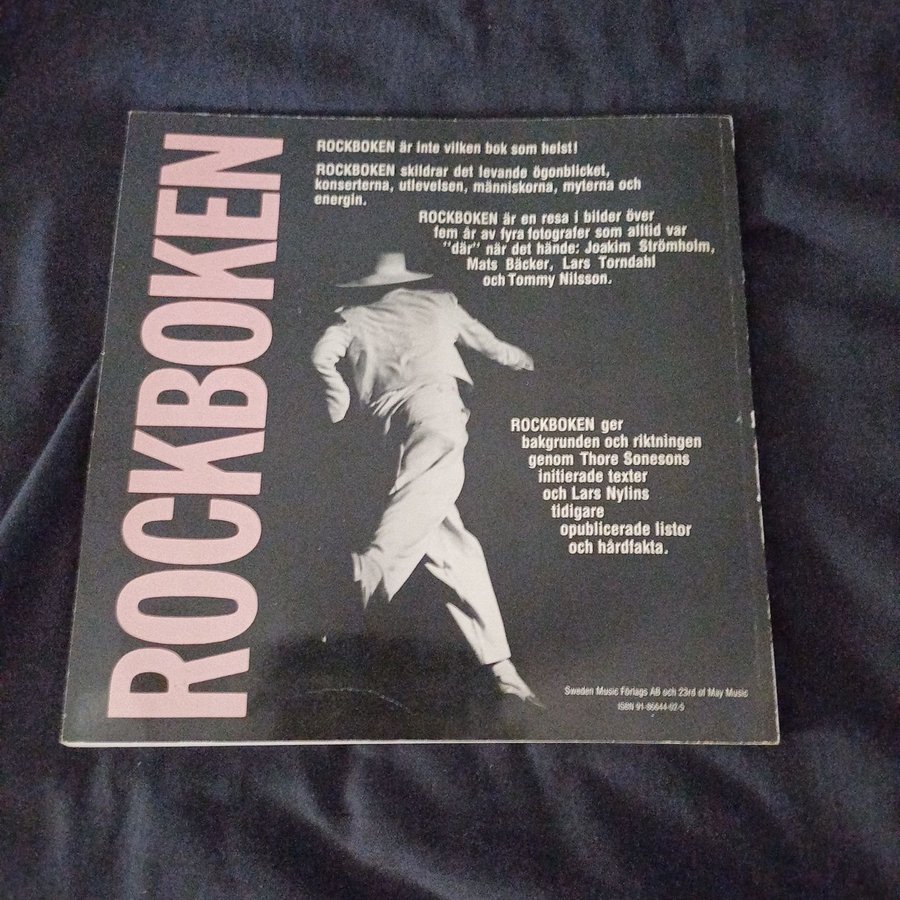 ROCKBOKEN
ROCKBOKEN är inte vilken bok som helst!
ROCKBOKEN skildrar det levande ögonblicket,
konserterna, utlevelsen, människorna, myterna och
energin.
ROCKBOKEN är en resa i bilder över
fem år av fyra fotografer som alltid var
"där" när det hände: Joakim Strömholm,
Mats Bäcker, Lars Torndahl
och Tommy Nilsson.
ROCKBOKEN ger
bakgrunden och riktningen
genom Thore Sonesons
initierade texter
och Lars Nylins
tidigare
opublicerade listor
och hårdfakta.
Sweden Music Förlags AB och 23rd of May Music
ISBN 91-86644-02-5